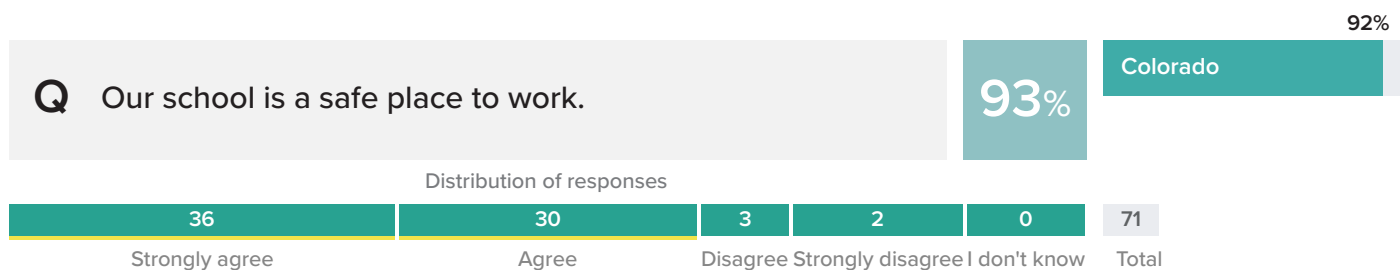 92%
Q Our school is a safe place to work.
93%
Colorado
Distribution of responses
36 30 3 2 0 71
Strongly agree Agree Disagree Strongly disagree I don't know Total